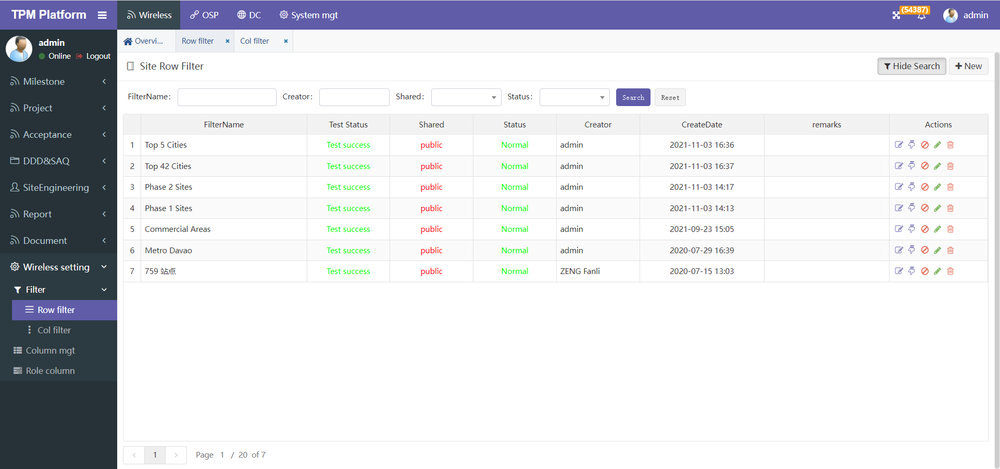 TPM Platform
Wireless
OSP
DC
System mgt
(54387)
admin
admin
Online
Logout
Overvi...
Row filter
Col filter
Milestone
Project
Acceptance
DDD&SAQ
SiteEngineering
Report
Document
Wireless setting
Filter
Row filter
Col filter
Column mgt
Role column
Site Row Filter
Hide Search
New
FilterName:
Creator:
Shared:
Status:
Search
Reset
FilterName Test Status Shared Status Creator CreateDate remarks Actions
1 Top 5 Cities Test success public Normal admin 2021-11-03 16:36
2 Top 42 Cities Test success public Normal admin 2021-11-03 16:37
3 Phase 2 Sites Test success public Normal admin 2021-11-03 14:17
4 Phase 1 Sites Test success public Normal admin 2021-11-03 14:13
5 Commercial Areas Test success public Normal admin 2021-09-23 15:05
6 Metro Davao Test success public Normal admin 2020-07-29 16:39
7 759 站点 Test success public Normal ZENG Fanli 2020-07-15 13:03
1
Page 1 / 20 of 7